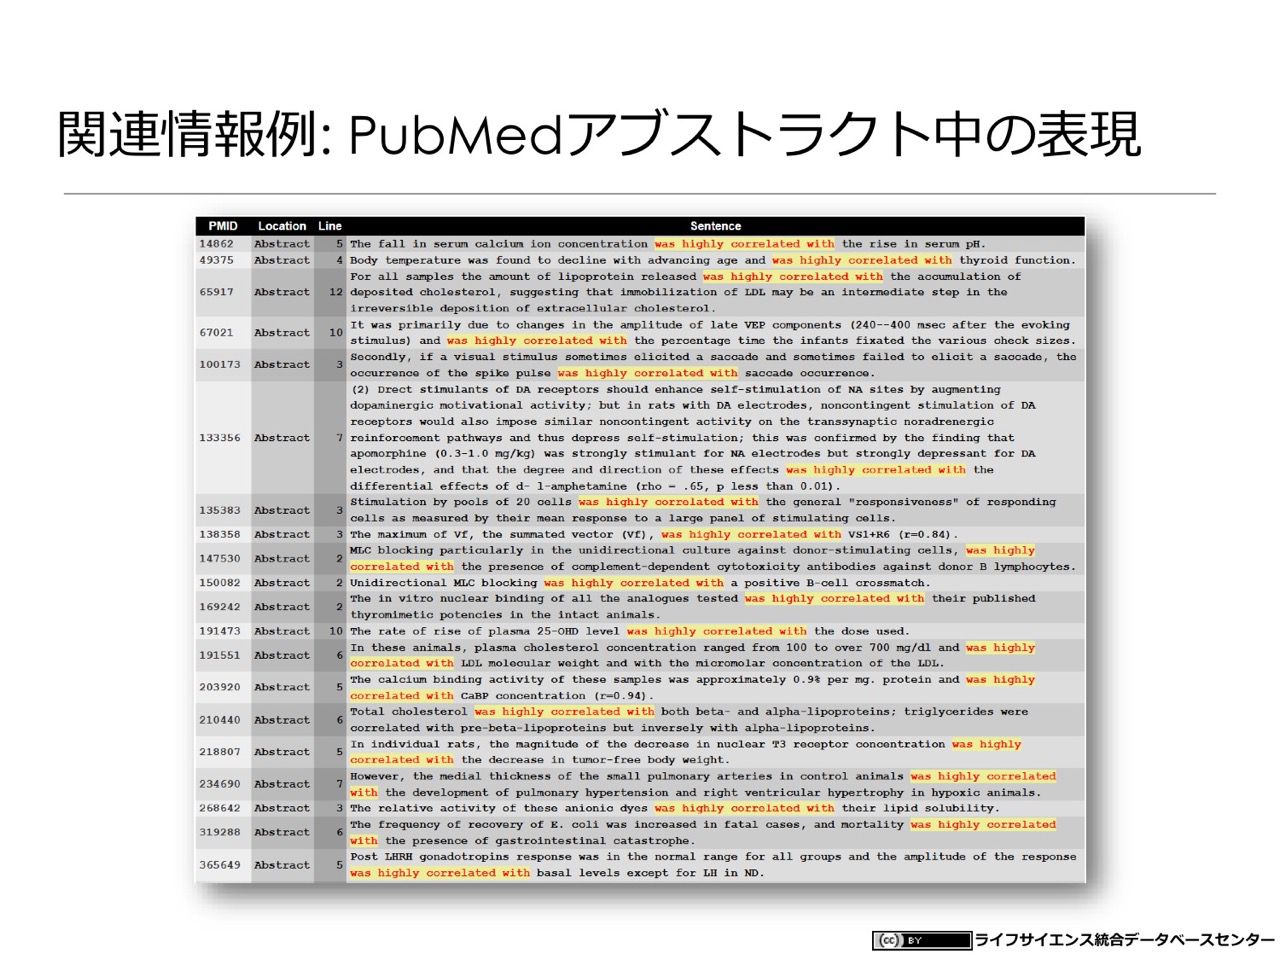 関連情報例: PubMedアブストラクト中の表現
PMID Location Line Sentence
14862 Abstract 5 The fall in serum calcium ion concentration was highly correlated with the rise in serum pH.
49375 Abstract 4 Body temperature was found to decline with advancing age and was highly correlated with thyroid function.
65917 Abstract 12 For all samples the amount of lipoprotein released was highly correlated with the accumulation of
deposited cholesterol, suggesting that immobilization of LDL may be an intermediate step in the
irreversible deposition of extracellular cholesterol.
67021 Abstract 10 It was primarily due to changes in the amplitude of late VEP components (240--400 msec after the evoking
stimulus) and was highly correlated with the percentage time the infants fixated the various check sizes.
100173 Abstract 3 Secondly, if a visual stimulus sometimes elicited a saccade and sometimes failed to elicit a saccade, the
occurrence of the spike pulse was highly correlated with saccade occurrence.
133356 Abstract 7 (2) Drect stimulants of DA receptors should enhance self-stimulation of NA sites by augmenting
dopaminergic motivational activity; but in rats with DA electrodes, noncontingent stimulation of DA
receptors would also impose similar noncontingent activity on the transsynaptic noradrenergic
reinforcement pathways and thus depress self-stimulation; this was confirmed by the finding that
apomorphine (0.3-1.0 mg/kg) was strongly stimulant for NA electrodes but strongly depressant for DA
electrodes, and that the degree and direction of these effects was highly correlated with the
differential effects of d- l-amphetamine (rho = .65, p less than 0.01).
135383 Abstract 3 Stimulation by pools of 20 cells was highly correlated with the general "responsiveness" of responding
cells as measured by their mean response to a large panel of stimulating cells.
138358 Abstract 3 The maximum of Vf, the summated vector (Vf), was highly correlated with VS1+R6 (r=0.84).
147530 Abstract 2 MLC blocking particularly in the unidirectional culture against donor-stimulating cells, was highly
correlated with the presence of complement-dependent cytotoxicity antibodies against donor B lymphocytes.
150082 Abstract 2 Unidirectional MLC blocking was highly correlated with a positive B-cell crossmatch.
169242 Abstract 2 The in vitro nuclear binding of all the analogues tested was highly correlated with their published
thyromimetic potencies in the intact animals.
191473 Abstract 10 The rate of rise of plasma 25-OHD level was highly correlated with the dose used.
191551 Abstract 6 In these animals, plasma cholesterol concentration ranged from 100 to over 700 mg/dl and was highly
correlated with LDL molecular weight and with the micromolar concentration of the LDL.
203920 Abstract 5 The calcium binding activity of these samples was approximately 0.9% per mg. protein and was highly
correlated with CaBP concentration (r=0.94).
210440 Abstract 6 Total cholesterol was highly correlated with both beta- and alpha-lipoproteins; triglycerides were
correlated with pre-beta-lipoproteins but inversely with alpha-lipoproteins.
218807 Abstract 5 In individual rats, the magnitude of the decrease in nuclear T3 receptor concentration was highly
correlated with the decrease in tumor-free body weight.
234690 Abstract 7 However, the medial thickness of the small pulmonary arteries in control animals was highly correlated
with the development of pulmonary hypertension and right ventricular hypertrophy in hypoxic animals.
268642 Abstract 3 The relative activity of these anionic dyes was highly correlated with their lipid solubility.
319288 Abstract 6 The frequency of recovery of E. coli was increased in fatal cases, and mortality was highly correlated
with the presence of gastrointestinal catastrophe.
365649 Abstract 5 Post LHRH gonadotropins response was in the normal range for all groups and the amplitude of the response
was highly correlated with basal levels except for LH in ND.
cc BY ライフサイエンス統合データベースセンター